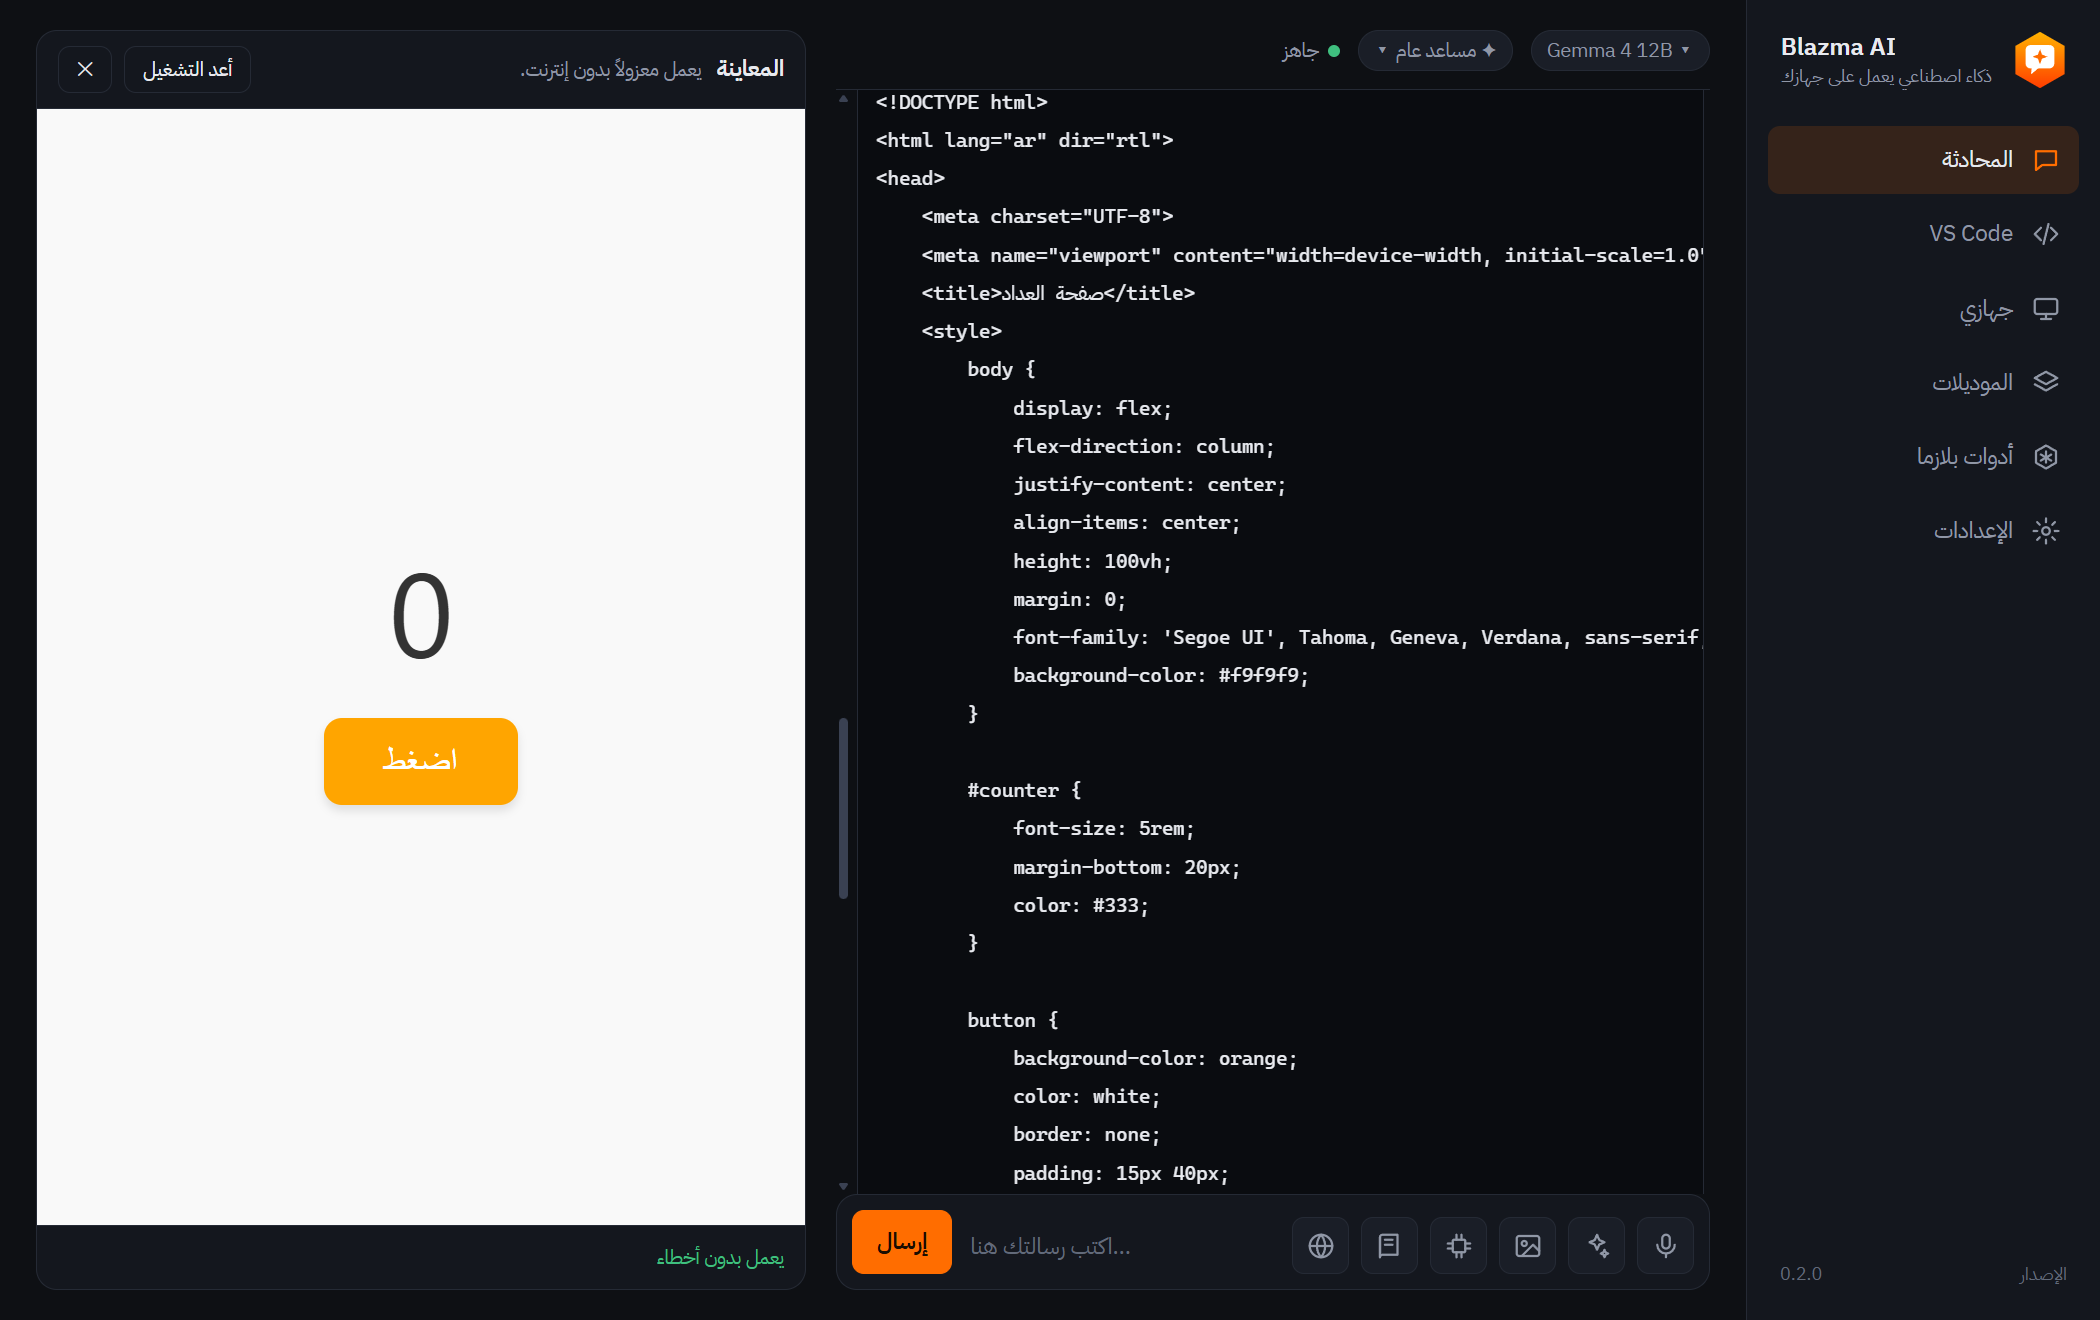 Blazma AI
ذكاء اصطناعي يعمل على جهازك
المحادثة
VS Code
جهازي
الموديلات
أدوات بلازما
الإعدادات
الإصدار 0.2.0
Gemma 4 12B
مساعد عام
جاهز
<!DOCTYPE html>
<html lang="ar" dir="rtl">
<head>
<meta charset="UTF-8">
<meta name="viewport" content="width=device-width, initial-scale=1.0"
<title>صفحة العداد</title>
<style>
body {
display: flex;
flex-direction: column;
justify-content: center;
align-items: center;
height: 100vh;
margin: 0;
font-family: 'Segoe UI', Tahoma, Geneva, Verdana, sans-serif;
background-color: #f9f9f9;
}
#counter {
font-size: 5rem;
margin-bottom: 20px;
color: #333;
}
button {
background-color: orange;
color: white;
border: none;
padding: 15px 40px;
اكتب رسالتك هنا...
إرسال
المعاينة يعمل معزولاً بدون إنترنت.
أعد التشغيل
0
اضغط
يعمل بدون أخطاء